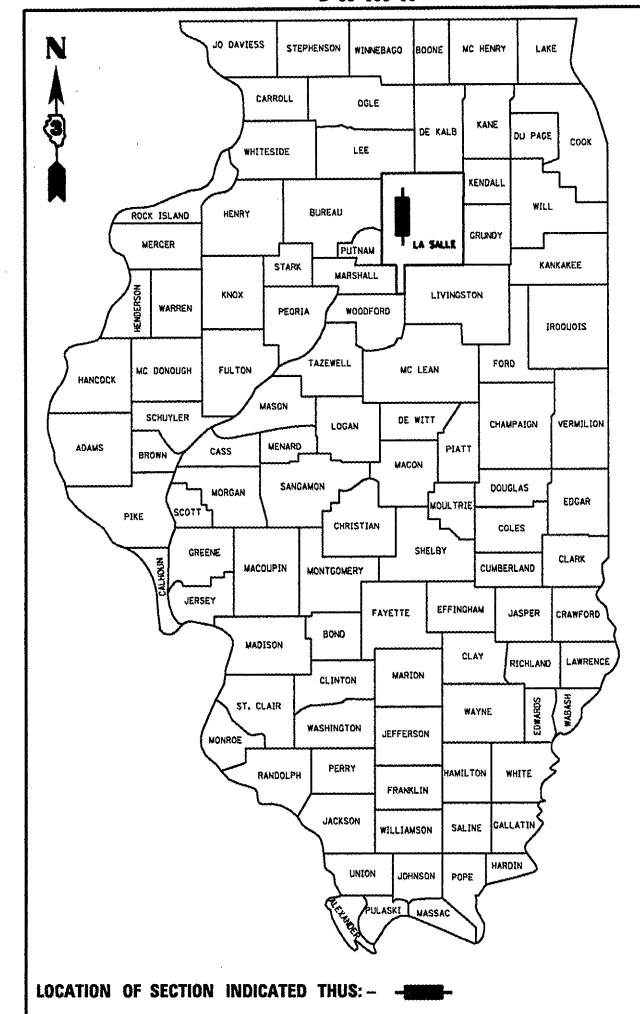 N
3
JO DAVIESS STEPHENSON WINNEBAGO BOONE MC HENRY LAKE
CARROLL OGLE DE KALB KANE DU PAGE COOK
WHITESIDE LEE
KENDALL WILL
ROCK ISLAND HENRY BUREAU LA SALLE GRUNDY
MERCER PUTNAM KANKAKEE
STARK MARSHALL
HENDERSON WARREN KNOX PEORIA WOODFORD LIVINGSTON IROQUOIS
HANCOCK MC DONOUGH FULTON TAZEWELL MC LEAN FORD
SCHUYLER MASON LOGAN DE WITT CHAMPAIGN VERMILION
ADAMS BROWN CASS MENARD PIATT
MACON
PIKE SCOTT MORGAN SANGAMON CHRISTIAN MOULTRIE DOUGLAS EDGAR
COLES
CALHOUN GREENE MACOUPIN MONTGOMERY SHELBY CUMBERLAND CLARK
JERSEY FAYETTE EFFINGHAM JASPER CRAWFORD
MADISON BOND
CLAY RICHLAND LAWRENCE
CLINTON MARION
ST. CLAIR WAYNE EDWARDS WABASH
WASHINGTON JEFFERSON
MONROE
RANDOLPH PERRY HAMILTON WHITE
FRANKLIN
JACKSON WILLIAMSON SALINE GALLATIN
UNION JOHNSON POPE HARDIN
ALEXANDER PULASKI MASSAC
LOCATION OF SECTION INDICATED THUS: –